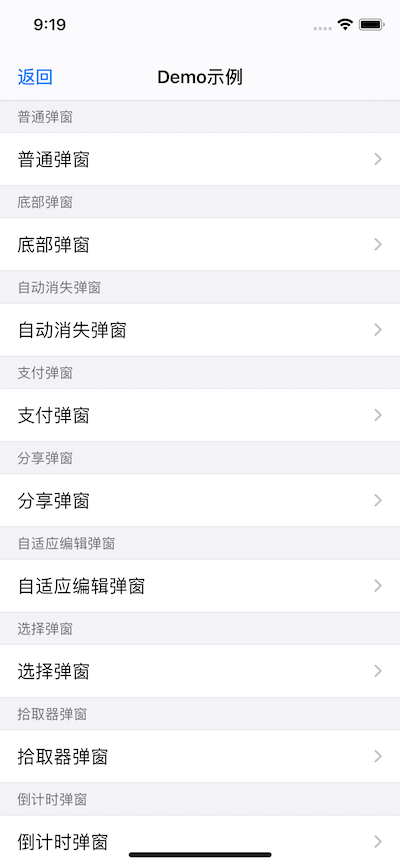 9:19
返回 Demo示例
普通弹窗
普通弹窗
底部弹窗
底部弹窗
自动消失弹窗
自动消失弹窗
支付弹窗
支付弹窗
分享弹窗
分享弹窗
自适应编辑弹窗
自适应编辑弹窗
选择弹窗
选择弹窗
拾取器弹窗
拾取器弹窗
倒计时弹窗
倒计时弹窗